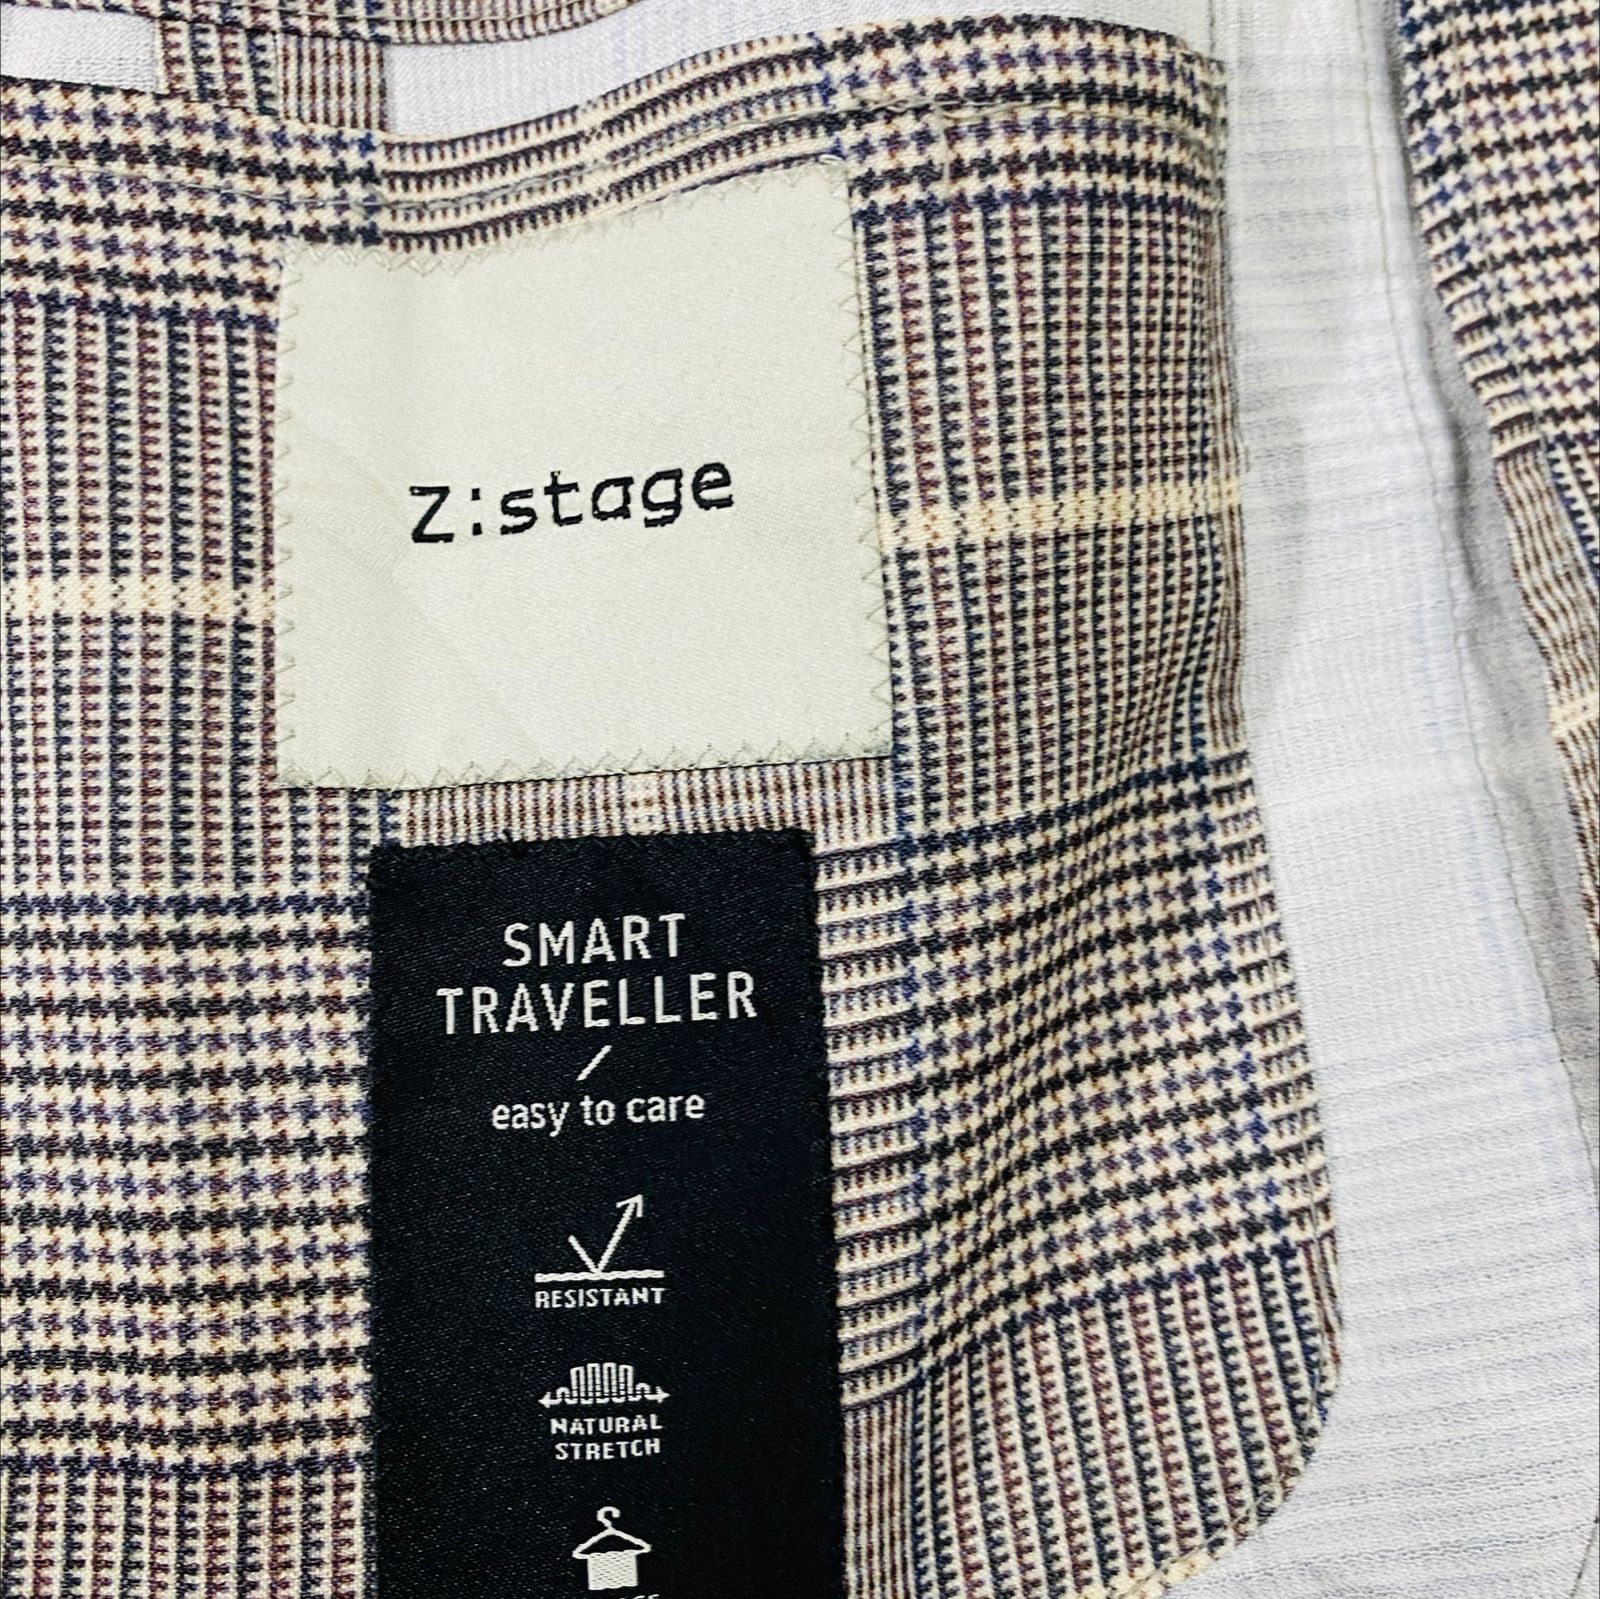 z:stage
SMART
TRAVELLER
/
easy to care
RESISTANT
NATURAL
STRETCH